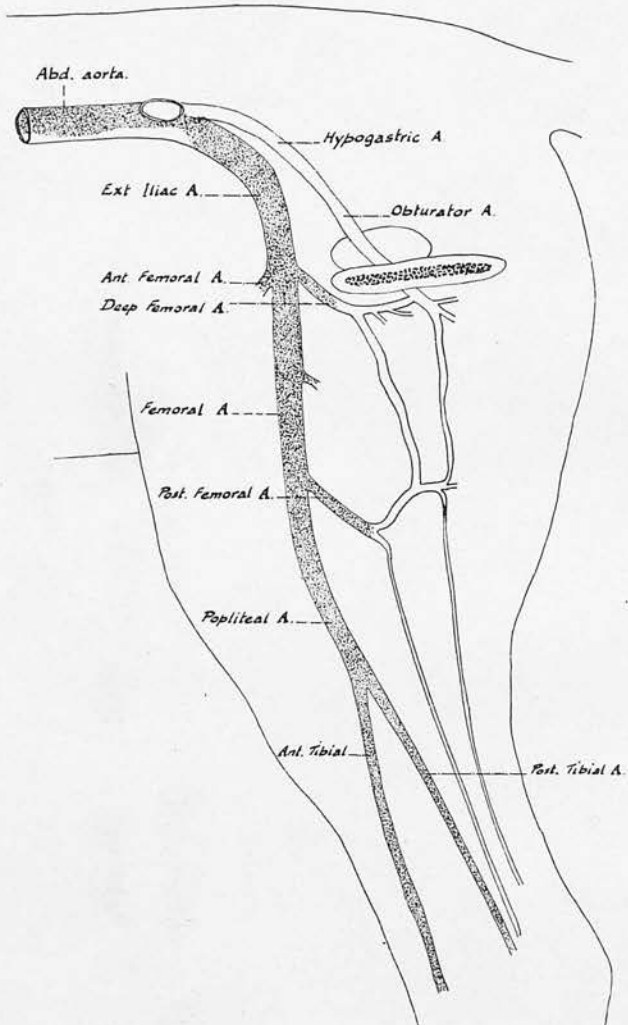 Abd. aorta.
Hypogastric A
Ext Iliac A.
Obturator A.
Ant. Femoral A
Deep Femoral A.
Femoral A
Post. Femoral A.
Popliteal A.
Ant. Tibial
Post. Tibial A.